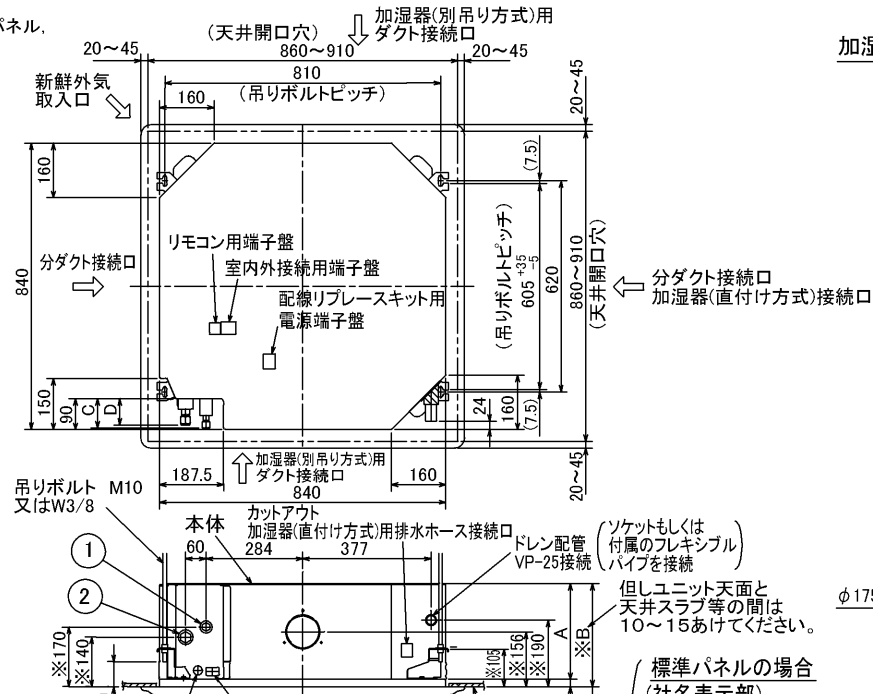 パネル,
(天井開口穴)
加湿器(別吊り方式)用
ダクト接続口
加湿
20～45
860～910
20～45
810
(吊りボルトピッチ)
新鮮外気
取入口
160
20～45
(7.5)
160
840
リモコン用端子盤
室内外接続用端子盤
配線リプレースキット用
電源端子盤
分ダクト接続口
(吊りボルトピッチ)
605 +35 -5
620
860～910
(天井開口穴)
分ダクト接続口
加湿器(直付け方式)接続口
150
90
C
D
24
160
(7.5)
20～45
187.5
加湿器(別吊り方式)用
ダクト接続口
160
840
吊りボルト M10
又はW3/8
本体
カットアウト
加湿器(直付け方式)用排水ホース接続口
60
284
377
ドレン配管
VP-25接続
(ソケットもしくは
付属のフレキシブル
パイプを接続)
①
②
但しユニット天面と
天井スラブ等の間は
10～15あけてください。
φ175
※170
※140
※105
※156
※190
A
※B
標準パネルの場合
(社名表示部)